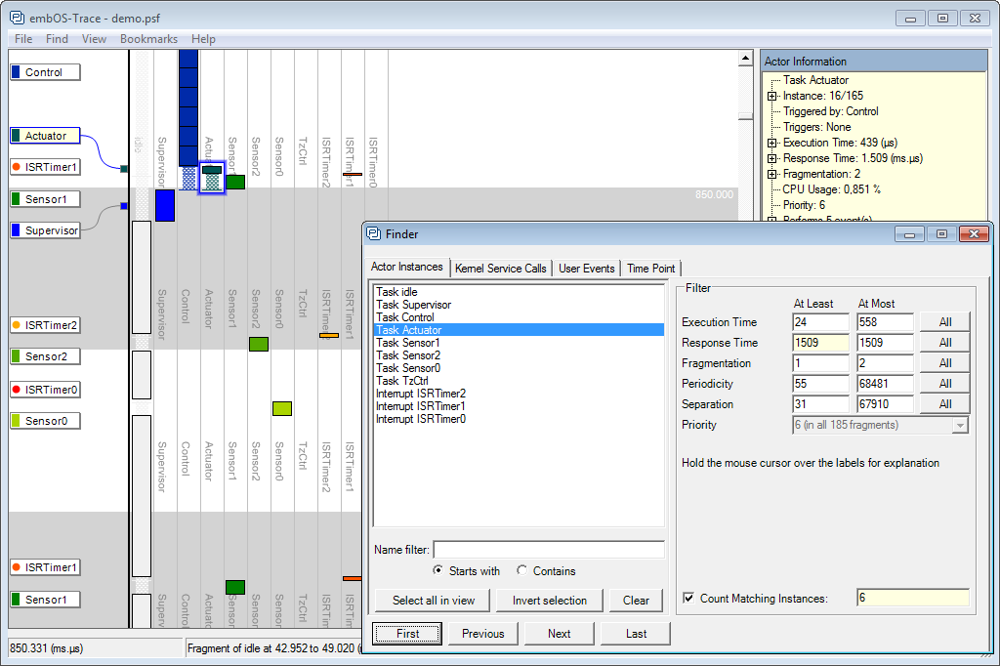 embOS-Trace - demo.psf
File Find View Bookmarks Help
Control
Actuator
ISRTimer1
Sensor1
Supervisor
ISRTimer2
Sensor2
ISRTimer0
Sensor0
ISRTimer1
Sensor1
idle
Supervisor
Actuator
Sensor1
Sensor2
Sensor0
TzCtrl
ISRTimer2
ISRTimer1
ISRTimer0
850.000
Supervisor
Control
Actuator
Sensor1
Sensor2
Sensor0
TzCtrl
ISRTimer2
ISRTimer1
Supervisor
Control
Actuator
Sensor1
Sensor2
Sensor0
TzCtrl
ISRTimer2
ISRTimer1
Actor Information
Task Actuator
Instance: 16/165
Triggered by: Control
Triggers: None
Execution Time: 439 (µs)
Response Time: 1.509 (ms.µs)
Fragmentation: 2
CPU Usage: 0,851 %
Priority: 6
Performs 5 event(s)
Finder
Actor Instances Kernel Service Calls User Events Time Point
Task idle
Task Supervisor
Task Control
Task Actuator
Task Sensor1
Task Sensor2
Task Sensor0
Task TzCtrl
Interrupt ISRTimer2
Interrupt ISRTimer1
Interrupt ISRTimer0
Name filter:
Starts with Contains
Select all in view Invert selection Clear
First Previous Next Last
Filter
At Least At Most
Execution Time 24 558 All
Response Time 1509 1509 All
Fragmentation 1 2 All
Periodicity 55 68481 All
Separation 31 67910 All
Priority 6 (in all 185 fragments)
Hold the mouse cursor over the labels for explanation
Count Matching Instances: 6
850.331 (ms.µs) Fragment of idle at 42.952 to 49.020